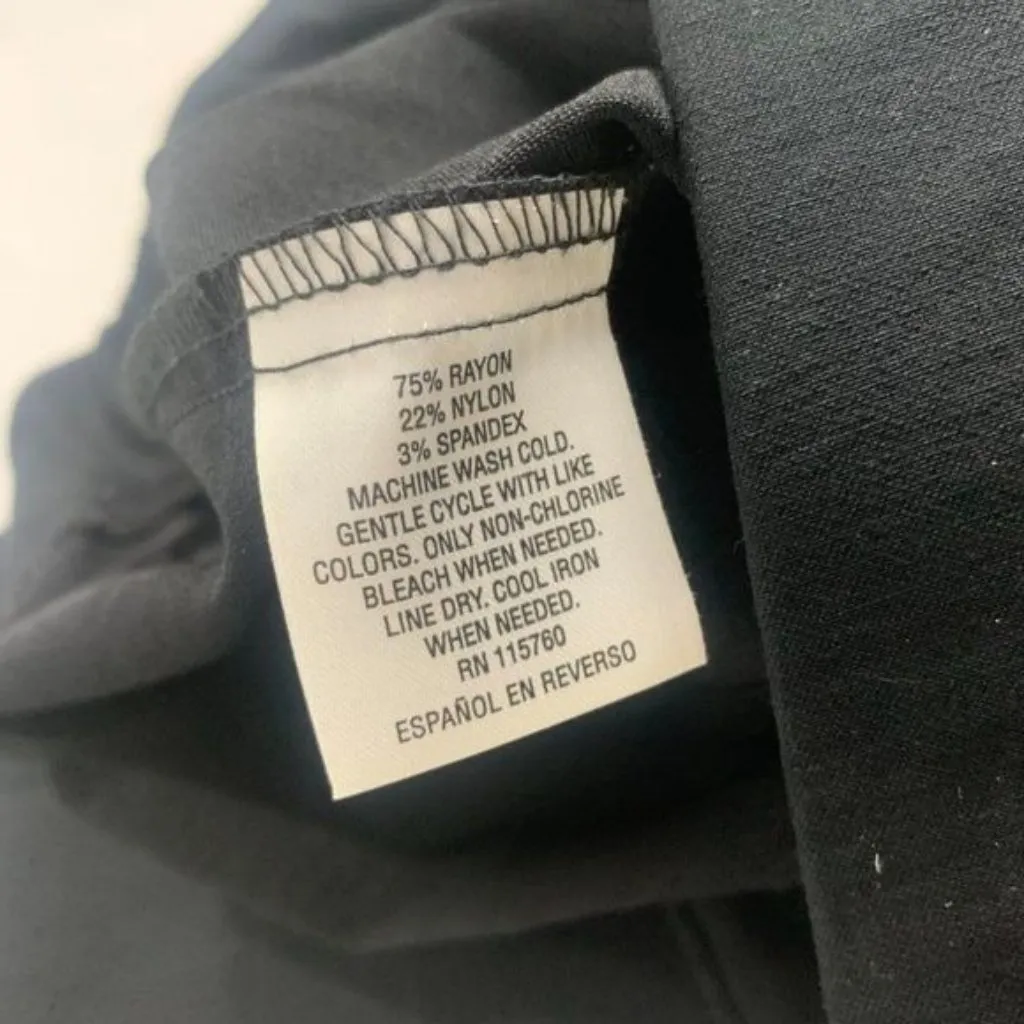 75% RAYON
22% NYLON
3% SPANDEX
MACHINE WASH COLD.
GENTLE CYCLE WITH LIKE
COLORS. ONLY NON-CHLORINE
BLEACH WHEN NEEDED.
LINE DRY. COOL IRON
WHEN NEEDED.
RN 115760
ESPAÑOL EN REVERSO